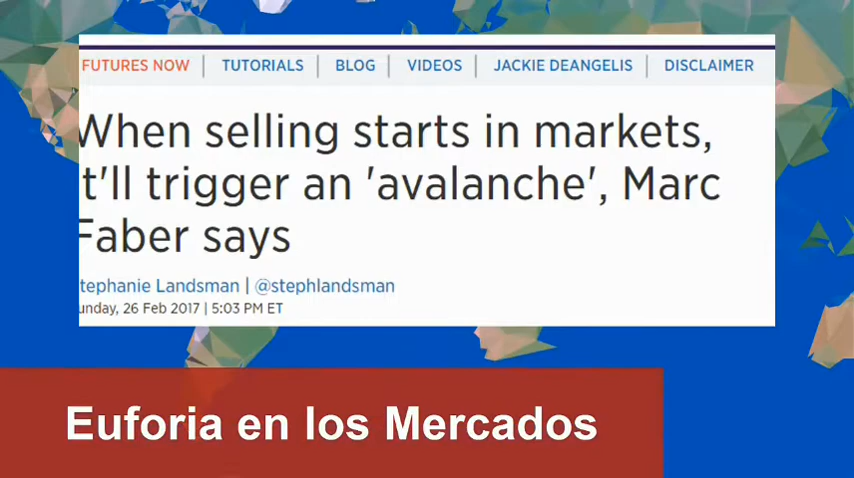 FUTURES NOW | TUTORIALS | BLOG | VIDEOS | JACKIE DEANGELIS | DISCLAIMER
When selling starts in markets,
t'll trigger an 'avalanche', Marc
Faber says
tephanie Landsman | @stephlandsman
unday, 26 Feb 2017 | 5:03 PM ET
Euforia en los Mercados